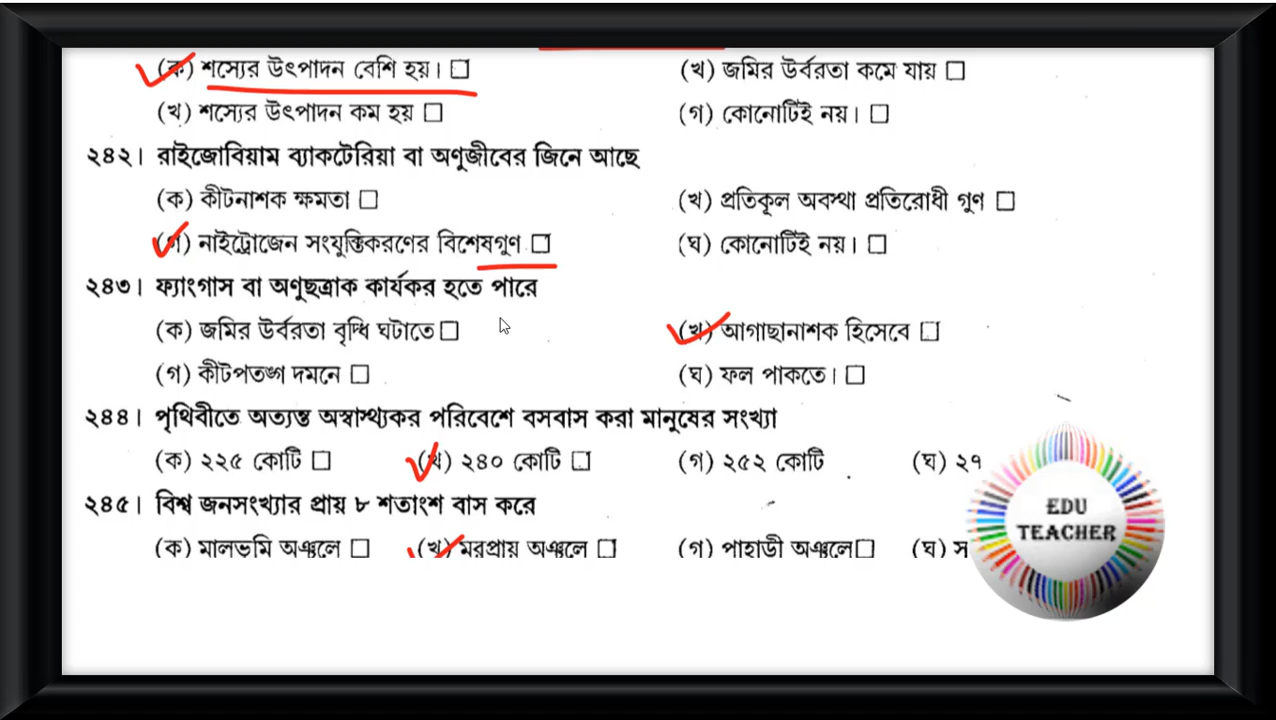 (ক) শস্যের উৎপাদন বেশি হয়। (খ) জমির উর্বরতা কমে যায়
(খ) শস্যের উৎপাদন কম হয় (গ) কোনোটিই নয়।
২৪২। রাইজোবিয়াম ব্যাকটেরিয়া বা অণুজীবের জিনে আছে
(ক) কীটনাশক ক্ষমতা (খ) প্রতিকূল অবস্থা প্রতিরোধী গুণ
(গ) নাইট্রোজেন সংযুক্তিকরণের বিশেষগুণ (ঘ) কোনোটিই নয়।
২৪৩। ফ্যাংগাস বা অণুছত্রাক কার্যকর হতে পারে
(ক) জমির উর্বরতা বৃদ্ধি ঘটাতে (খ) আগাছানাশক হিসেবে
(গ) কীটপতঙ্গ দমনে (ঘ) ফল পাকতে।
২৪৪। পৃথিবীতে অত্যন্ত অস্বাস্থ্যকর পরিবেশে বসবাস করা মানুষের সংখ্যা
(ক) ২২৫ কোটি (খ) ২৪০ কোটি (গ) ২৫২ কোটি (ঘ) ২৭
২৪৫। বিশ্ব জনসংখ্যার প্রায় ৮ শতাংশ বাস করে
(ক) মালভূমি অঞ্চলে (খ) মরুপ্রায় অঞ্চলে (গ) পাহাড়ী অঞ্চলে (ঘ) স
EDU
TEACHER